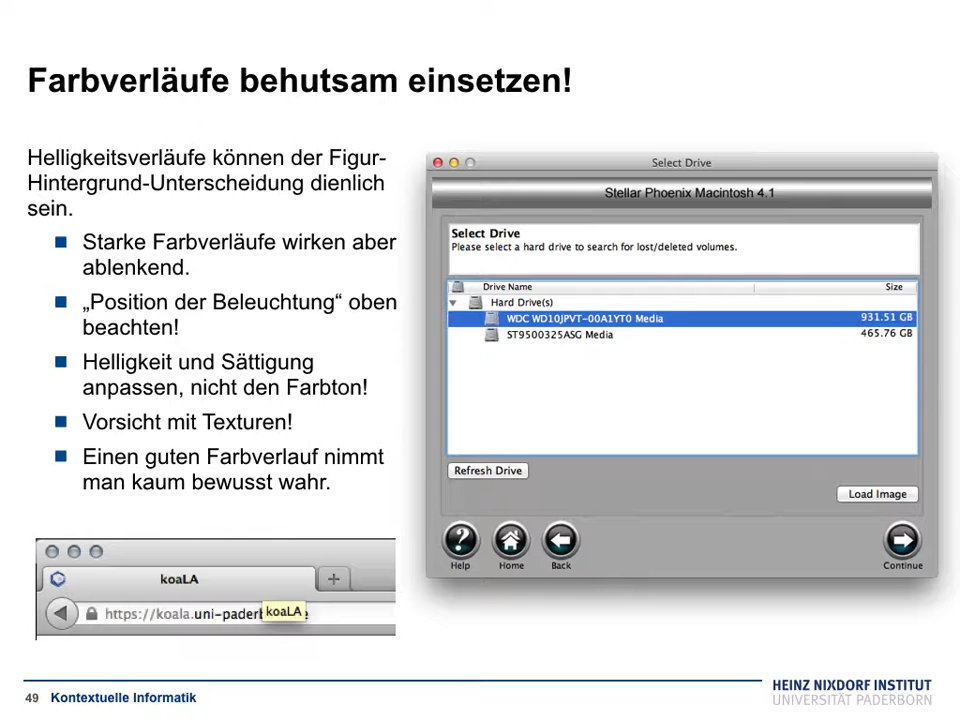 Farbverläufe behutsam einsetzen!
Helligkeitsverläufe können der Figur-
Hintergrund-Unterscheidung dienlich
sein.
Starke Farbverläufe wirken aber
ablenkend.
„Position der Beleuchtung“ oben
beachten!
Helligkeit und Sättigung
anpassen, nicht den Farbton!
Vorsicht mit Texturen!
Einen guten Farbverlauf nimmt
man kaum bewusst wahr.
Select Drive
Stellar Phoenix Macintosh 4.1
Select Drive
Please select a hard drive to search for lost/deleted volumes.
Drive Name Size
Hard Drive(s)
WDC WD10JPVT-00A1YT0 Media 931.51 GB
ST9500325ASG Media 465.76 GB
Refresh Drive
Load Image
Help Home Back Continue
koaLA
https://koala.uni-paderb
koaLA
49 Kontextuelle Informatik
HEINZ NIXDORF INSTITUT
UNIVERSITÄT PADERBORN